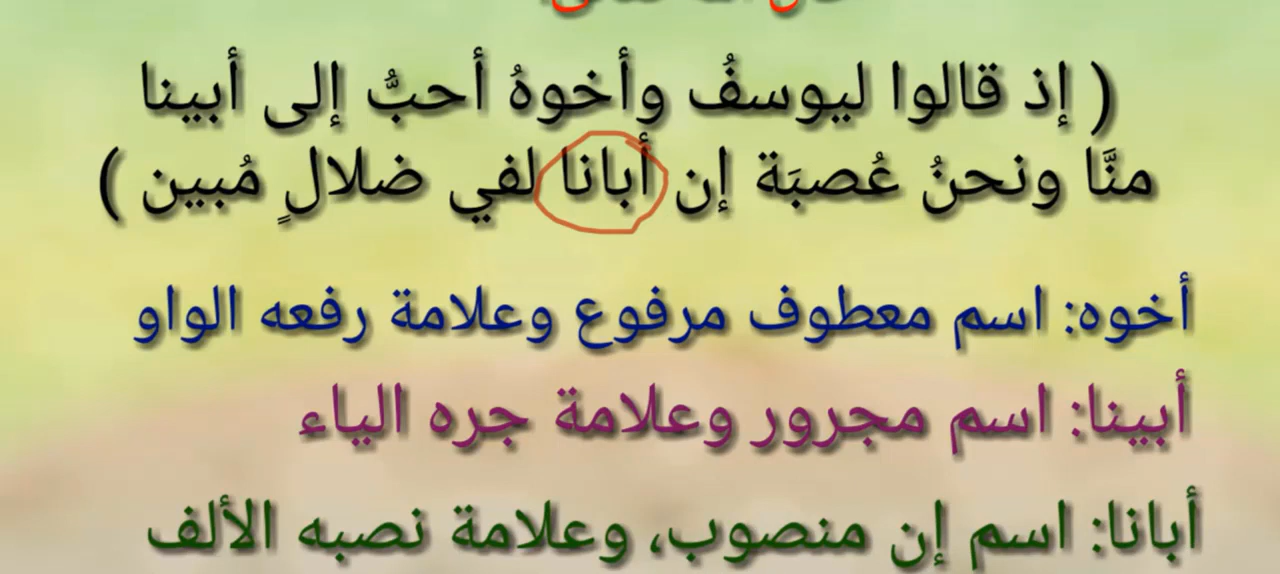 ( إذ قالوا ليوسفُ وأخوهُ أحبُّ إلى أبينا
منَّا ونحنُ عُصبَة إن أبانا لفي ضلالٍ مُبين )
أخوه: اسم معطوف مرفوع وعلامة رفعه الواو
أبينا: اسم مجرور وعلامة جره الياء
أبانا: اسم إن منصوب، وعلامة نصبه الألف